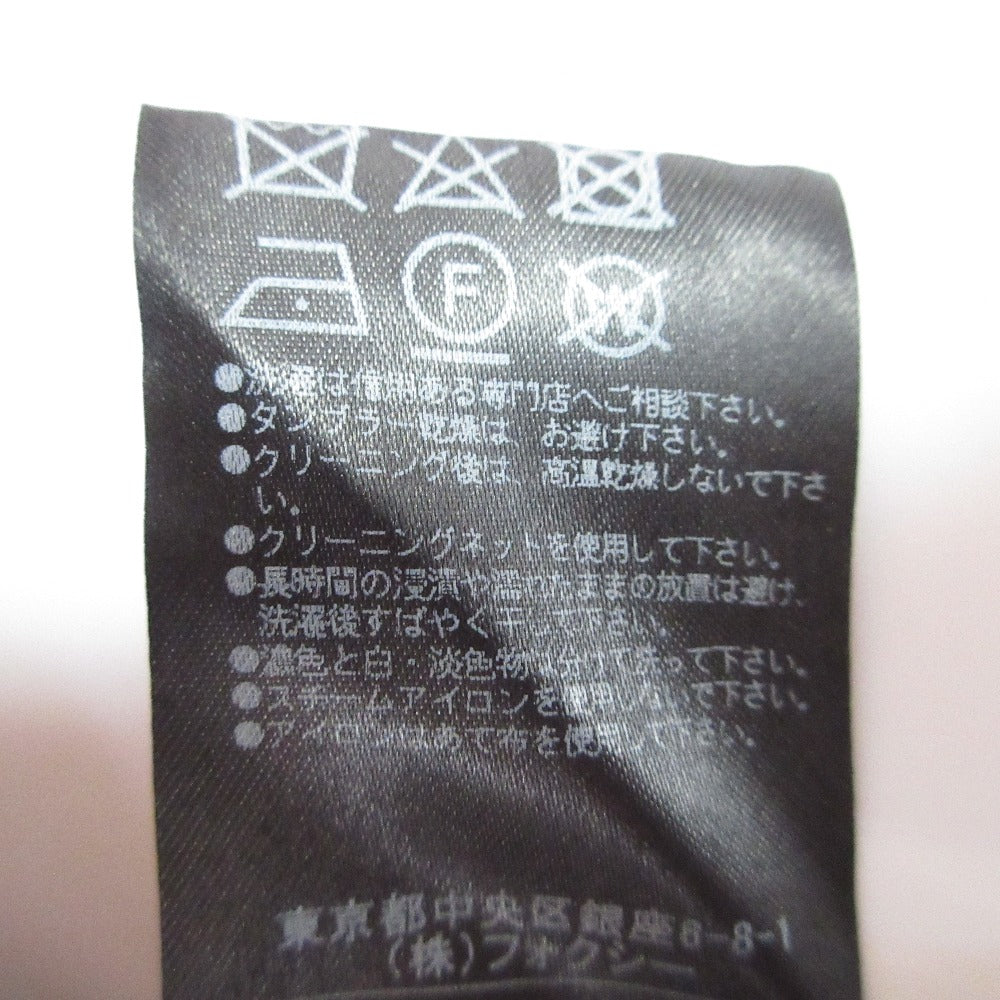 F
W
●洗濯は信用ある専門店へご相談下さい。
●タンブラー乾燥は お避け下さい。
●クリーニング後は、高温乾燥しないで下さ
い。
●クリーニングネットを使用して下さい。
●長時間の浸漬や濡れたままの放置は避け、
洗濯後すばやく干して下さい。
●濃色と白・淡色物は分けて洗って下さい。
●スチームアイロンを使用しないで下さい。
●アイロンはあて布を使用して下さい。
東京都中央区銀座8-8-1
(株)フォクシー